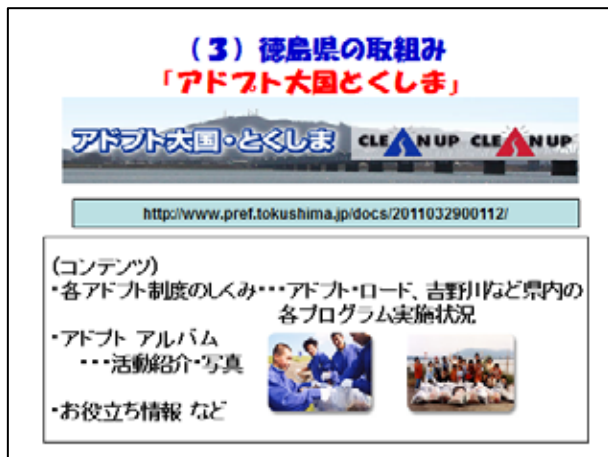 (3)徳島県の取組み
「アドプト大国とくしま」
アドプト大国・とくしま CLEAN UP CLEAN UP
http://www.pref.tokushima.jp/docs/2011032900112/
(コンテンツ)
・各アドプト制度のしくみ・・・アドプト・ロード、吉野川など県内の
各プログラム実施状況
・アドプト アルバム
・・・活動紹介・写真
・お役立ち情報 など